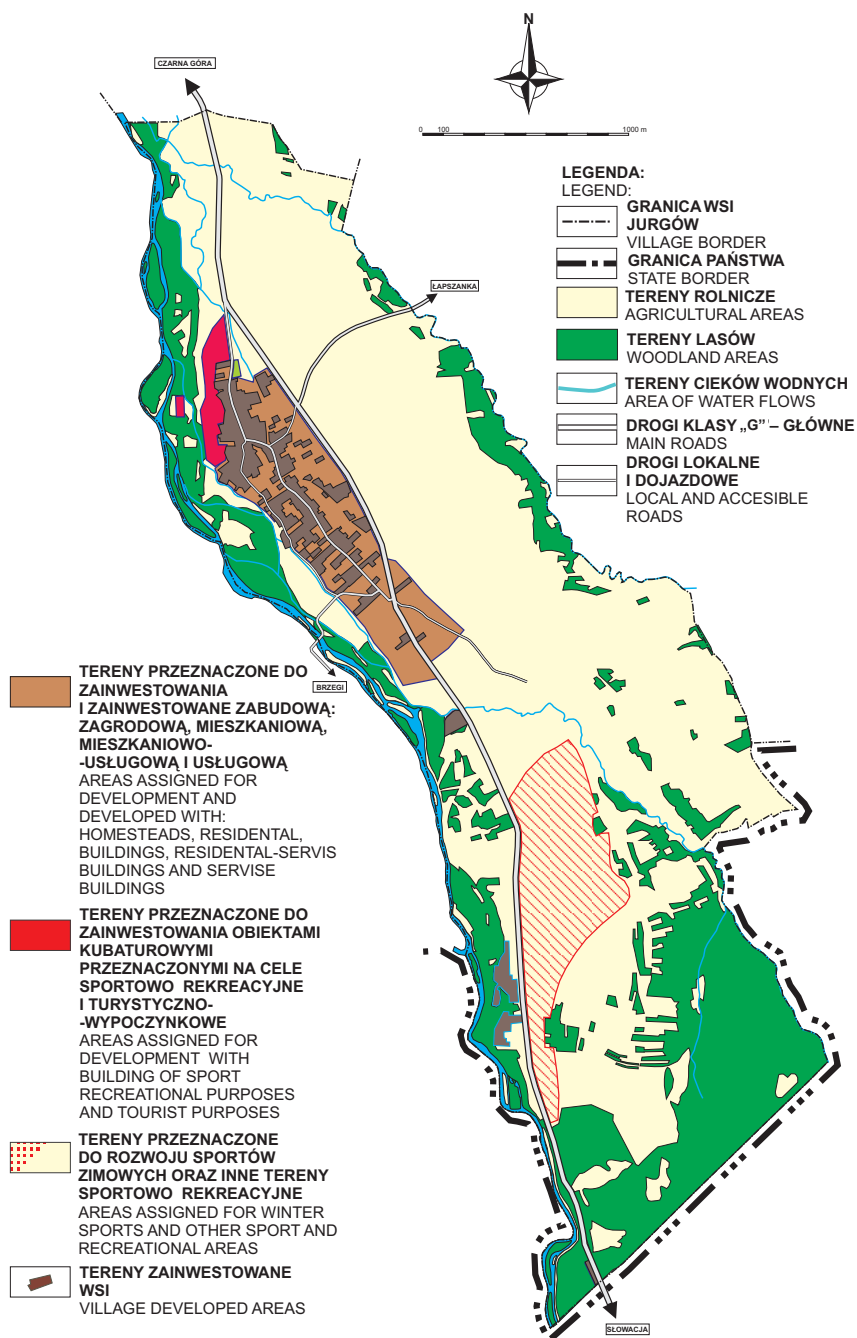 N
CZARNA GÓRA
0 100 1000 m
LEGENDA:
LEGEND:
GRANICA WSI
JURGÓW
VILLAGE BORDER
GRANICA PAŃSTWA
STATE BORDER
TERENY ROLNICZE
AGRICULTURAL AREAS
TERENY LASÓW
WOODLAND AREAS
TERENY CIEKÓW WODNYCH
AREA OF WATER FLOWS
DROGI KLASY „G” – GŁÓWNE
MAIN ROADS
DROGI LOKALNE
I DOJAZDOWE
LOCAL AND ACCESIBLE
ROADS
ŁAPSZANKA
BRZEGI
TERENY PRZEZNACZONE DO
ZAINWESTOWANIA
I ZAINWESTOWANE ZABUDOWĄ:
ZAGRODOWĄ, MIESZKANIOWĄ,
MIESZKANIOWO-
-USŁUGOWĄ I USŁUGOWĄ
AREAS ASSIGNED FOR
DEVELOPMENT AND
DEVELOPED WITH:
HOMESTEADS, RESIDENTAL,
BUILDINGS, RESIDENTAL-SERVIS
BUILDINGS AND SERVISE
BUILDINGS
TERENY PRZEZNACZONE DO
ZAINWESTOWANIA OBIEKTAMI
KUBATUROWYMI
PRZEZNACZONYMI NA CELE
SPORTOWO REKREACYJNE
I TURYSTYCZNO-
-WYPOCZYNKOWE
AREAS ASSIGNED FOR
DEVELOPMENT WITH
BUILDING OF SPORT
RECREATIONAL PURPOSES
AND TOURIST PURPOSES
TERENY PRZEZNACZONE
DO ROZWOJU SPORTÓW
ZIMOWYCH ORAZ INNE TERENY
SPORTOWO REKREACYJNE
AREAS ASSIGNED FOR WINTER
SPORTS AND OTHER SPORT AND
RECREATIONAL AREAS
TERENY ZAINWESTOWANE
WSI
VILLAGE DEVELOPED AREAS
SŁOWACJA